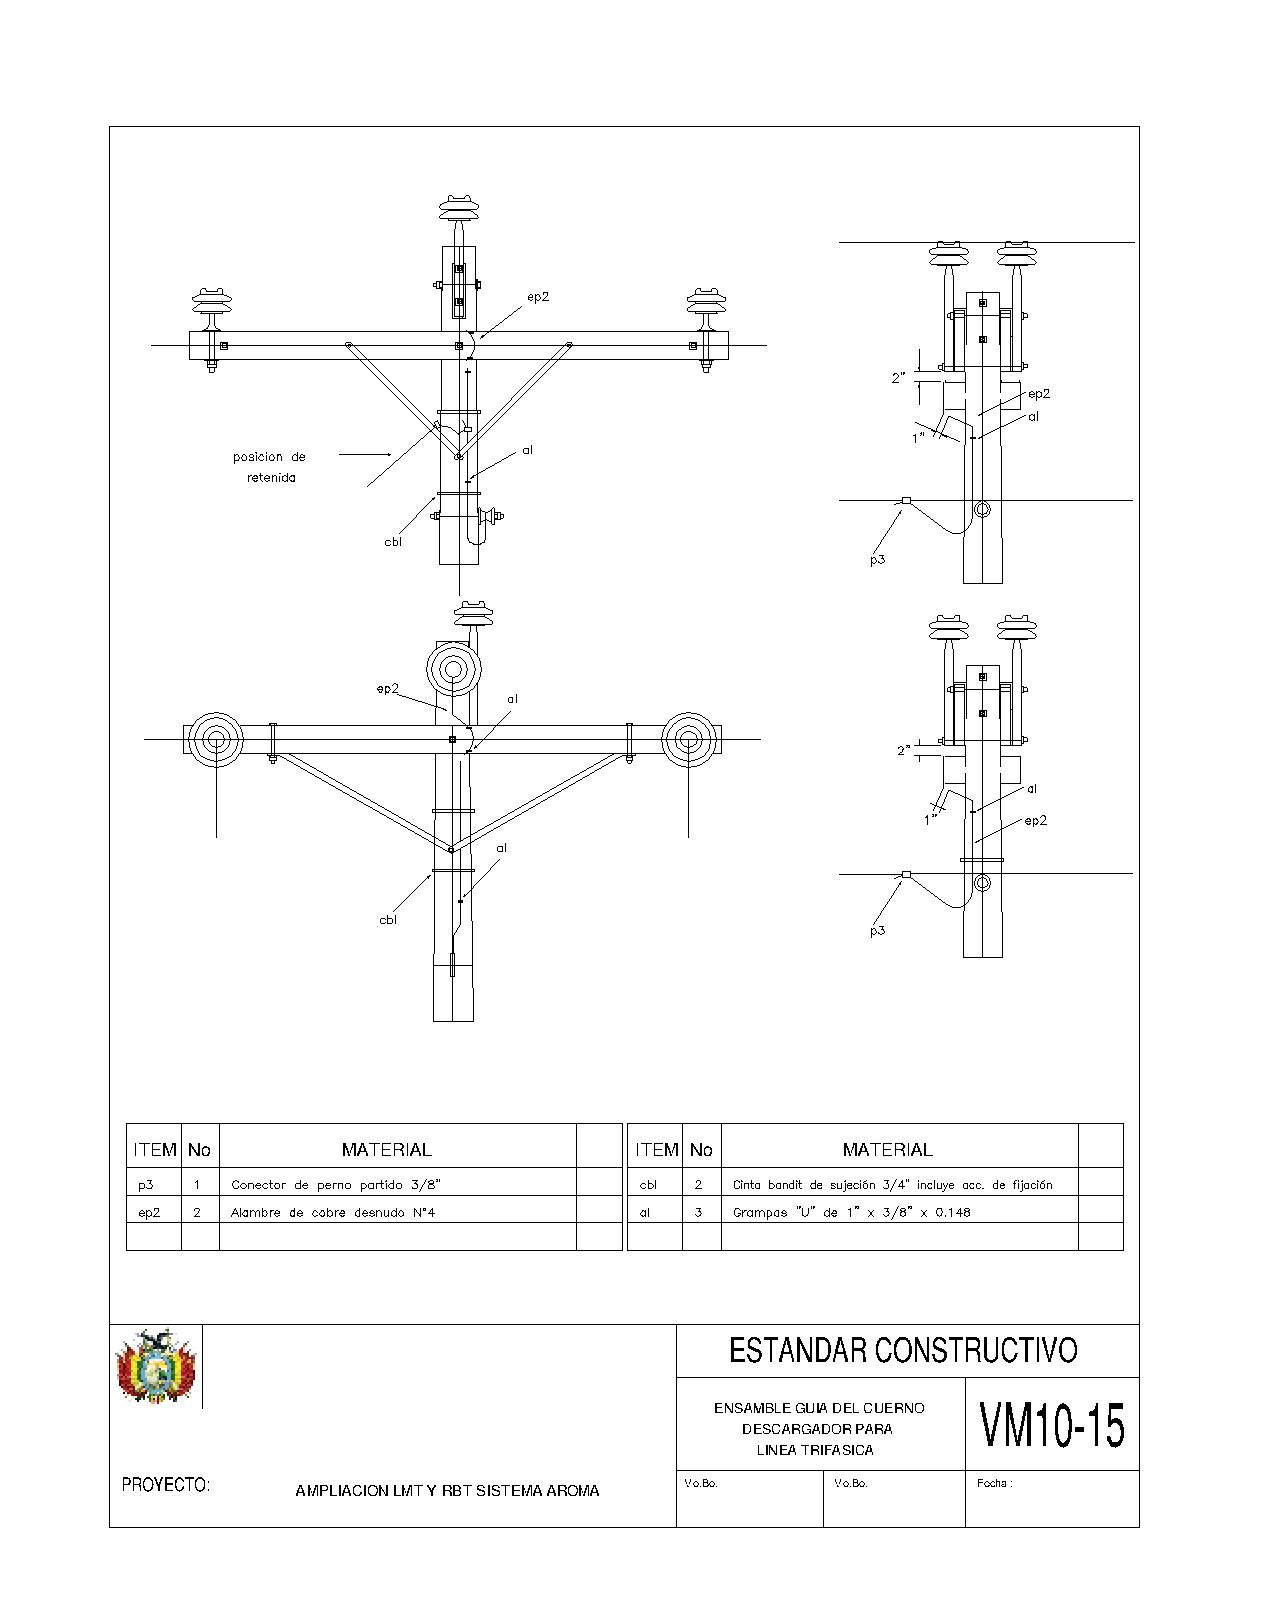 ep2
posicion de
retenida
al
cbl
2"
ep2
al
1"
p3
ep2
al
al
cbl
2"
al
1"
ep2
p3
ITEM No MATERIAL
p3 1 Conector de perno partido 3/8"
ep2 2 Alambre de cobre desnudo N°4
ITEM No MATERIAL
cbl 2 Cinta bandit de sujeción 3/4" incluye acc. de fijación
al 3 Grampas "U" de 1" x 3/8" x 0.148
ESTANDAR CONSTRUCTIVO
ENSAMBLE GUIA DEL CUERNO
DESCARGADOR PARA
LINEA TRIFASICA
VM10-15
PROYECTO: AMPLIACION LMT Y RBT SISTEMA AROMA
Vo.Bo. Vo.Bo. Fecha :